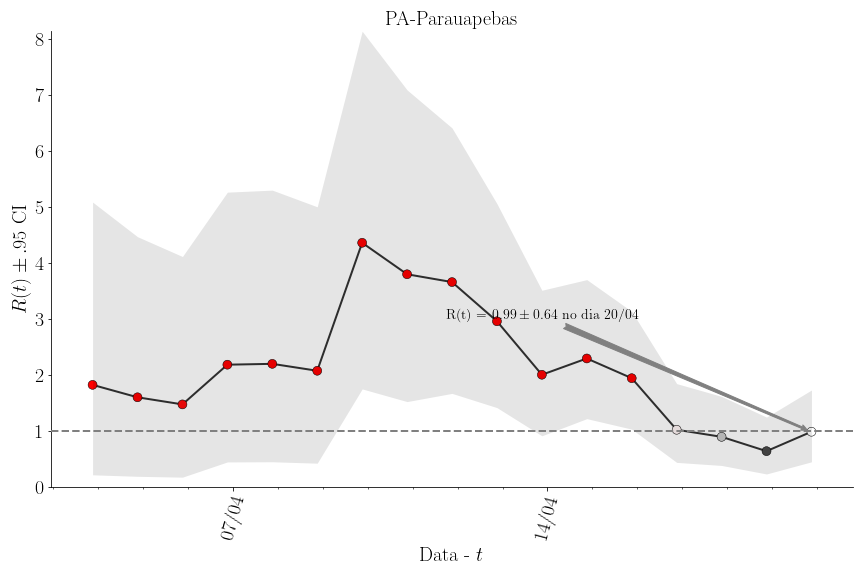 PA-Parauapebas
8
7
6
5
4
3
2
1
0
R(t) ± .95 CI
R(t) = 0.99 ± 0.64 no dia 20/04
07/04
14/04
Data - t